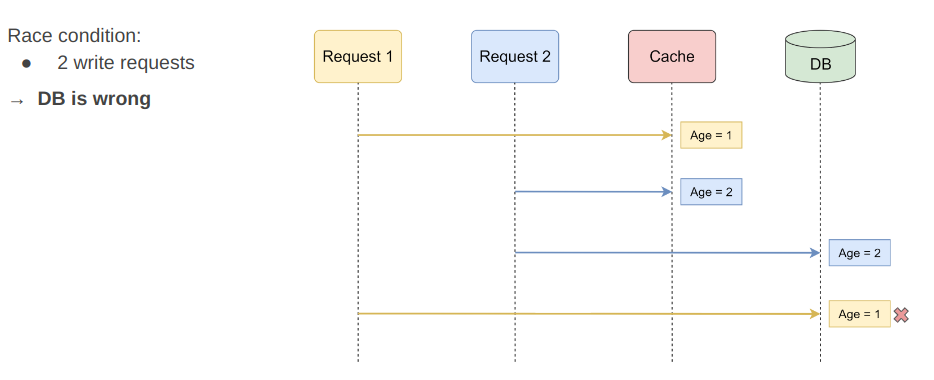 Race condition:
● 2 write requests
→ DB is wrong
Request 1
Request 2
Cache
DB
Age = 1
Age = 2
Age = 2
Age = 1